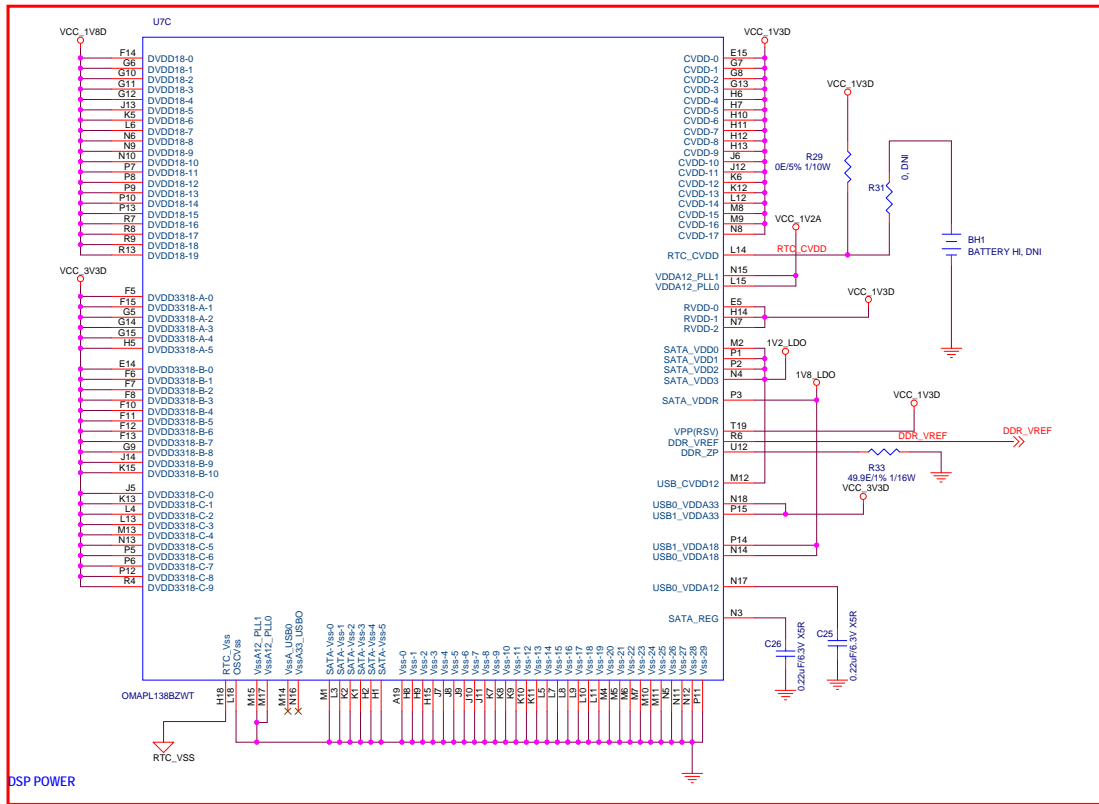 U7C
VCC_1V8D
F14 DVDD18-0
G6 DVDD18-1
G10 DVDD18-2
G11 DVDD18-3
G12 DVDD18-4
J13 DVDD18-5
K5 DVDD18-6
L6 DVDD18-7
N6 DVDD18-8
N9 DVDD18-9
N10 DVDD18-10
P7 DVDD18-11
P8 DVDD18-12
P9 DVDD18-13
P10 DVDD18-14
P13 DVDD18-15
R7 DVDD18-16
R8 DVDD18-17
R9 DVDD18-18
R13 DVDD18-19
VCC_3V3D
F5 DVDD3318-A-0
F15 DVDD3318-A-1
G5 DVDD3318-A-2
G14 DVDD3318-A-3
G15 DVDD3318-A-4
H5 DVDD3318-A-5
E14 DVDD3318-B-0
F6 DVDD3318-B-1
F7 DVDD3318-B-2
F8 DVDD3318-B-3
F10 DVDD3318-B-4
F11 DVDD3318-B-5
F12 DVDD3318-B-6
F13 DVDD3318-B-7
G9 DVDD3318-B-8
J14 DVDD3318-B-9
K15 DVDD3318-B-10
J5 DVDD3318-C-0
K13 DVDD3318-C-1
L4 DVDD3318-C-2
L13 DVDD3318-C-3
M13 DVDD3318-C-4
N13 DVDD3318-C-5
P5 DVDD3318-C-6
P6 DVDD3318-C-7
P12 DVDD3318-C-8
R4 DVDD3318-C-9
VCC_1V3D
CVDD-0 E15
CVDD-1 G7
CVDD-2 G8
CVDD-3 G13
CVDD-4 H6
CVDD-5 H7
CVDD-6 H10
CVDD-7 H11
CVDD-8 H12
CVDD-9 H13
CVDD-10 J6
CVDD-11 J12
CVDD-12 K6
CVDD-13 K12
CVDD-14 L12
CVDD-15 M8
CVDD-16 M9
CVDD-17 N8
VCC_1V3D
R29
0E/5% 1/10W
R31
0, DNI
BH1
BATTERY HI, DNI
VCC_1V2A
RTC_CVDD L14 RTC_CVDD
VDDA12_PLL1 N15
VDDA12_PLL0 L15
VCC_1V3D
RVDD-0 E5
RVDD-1 H14
RVDD-2 N7
1V2_LDO
SATA_VDD0 M2
SATA_VDD1 P1
SATA_VDD2 P2
SATA_VDD3 N4
1V8_LDO
SATA_VDDR P3
VCC_1V3D
VPP(RSV) T19
DDR_VREF R6 DDR_VREF DDR_VREF
DDR_ZP U12
R33
49.9E/1% 1/16W
VCC_3V3D
USB_CVDD12 M12
USB0_VDDA33 N18
USB1_VDDA33 P15
USB1_VDDA18 P14
USB0_VDDA18 N14
USB0_VDDA12 N17
SATA_REG N3
C26
0.22uF/6.3V X5R
C25
0.22uF/6.3V X5R
OMAPL138BZWT
RTC_Vss H18
OSCVss L18
VssA12_PLL1 M15
VssA12_PLL0 M17
VssA_USB0 M14
VssA33_USBO N16
SATA-Vss-0 M1
SATA-Vss-1 L3
SATA-Vss-2 K2
SATA-Vss-3 K1
SATA-Vss-4 H2
SATA-Vss-5 H1
Vss-0 A19
Vss-1 H8
Vss-2 H9
Vss-3 H15
Vss-4 J7
Vss-5 J8
Vss-6 J9
Vss-7 J10
Vss-8 J11
Vss-9 K7
Vss-10 K8
Vss-11 K9
Vss-12 K10
Vss-13 K11
Vss-14 L5
Vss-15 L7
Vss-16 L8
Vss-17 L9
Vss-18 L10
Vss-19 L11
Vss-20 M4
Vss-21 M5
Vss-22 M6
Vss-23 M7
Vss-24 M10
Vss-25 M11
Vss-26 N5
Vss-27 N11
Vss-28 N12
Vss-29 P11
RTC_VSS
DSP POWER